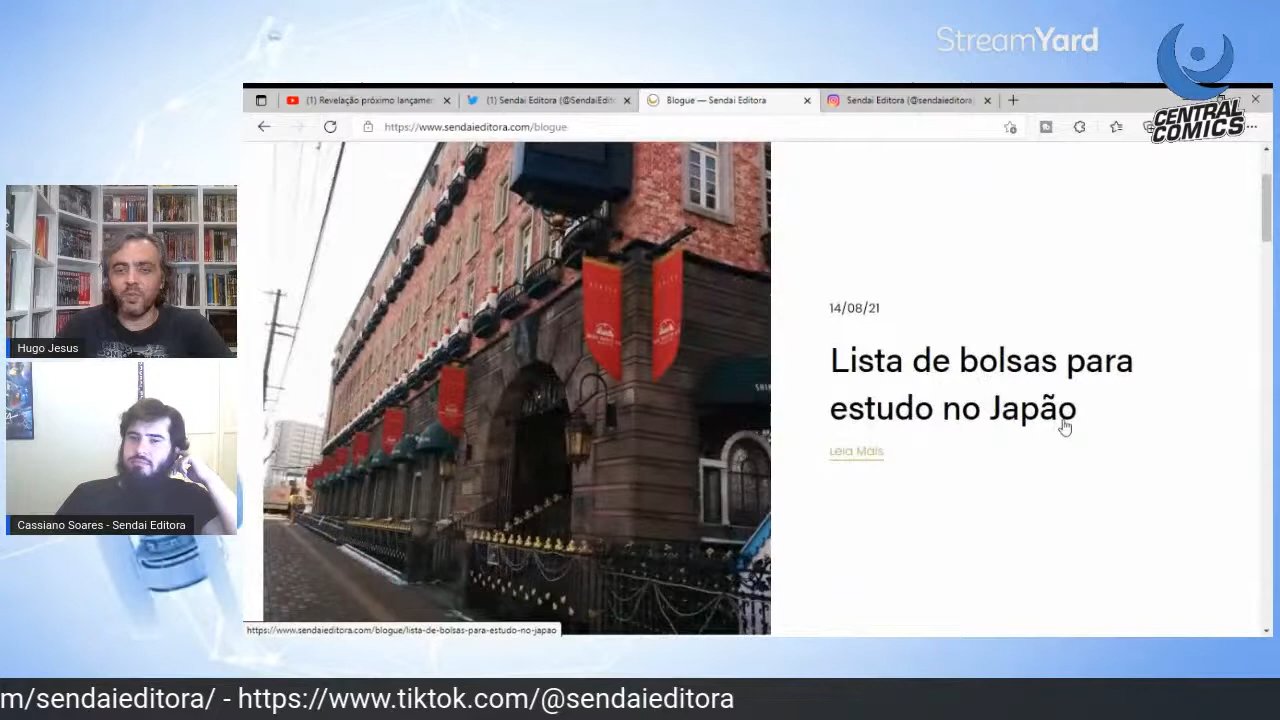 StreamYard
CENTRAL
COMICS
(1) Revelação próximo lançamen
(1) Sendai Editora (@SendaiEdito
Blogue — Sendai Editora
Sendai Editora (@sendaieditora
https://www.sendaieditora.com/blogue
14/08/21
Lista de bolsas para
estudo no Japão
Leia Mais
Hugo Jesus
Cassiano Soares - Sendai Editora
https://www.sendaieditora.com/blogue/lista-de-bolsas-para-estudo-no-japao
m/sendaieditora/ - https://www.tiktok.com/@sendaieditora